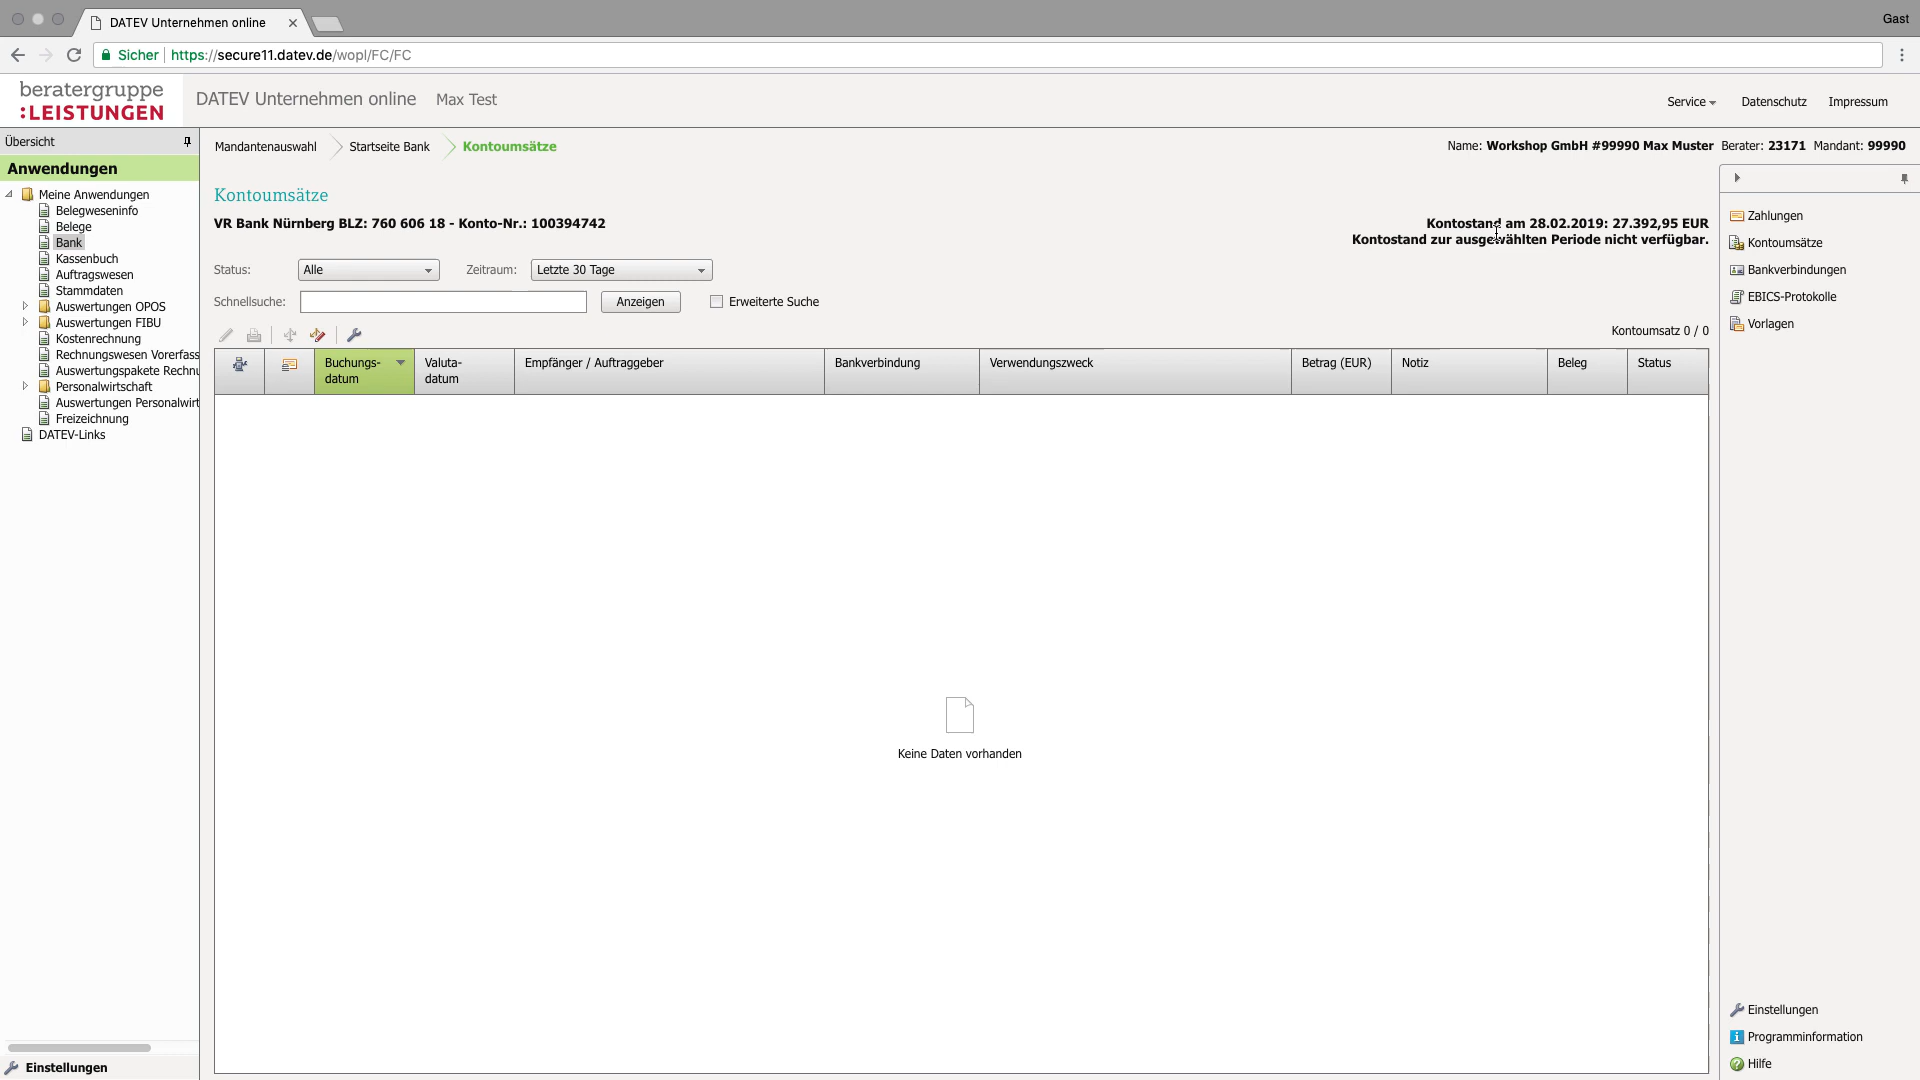 DATEV Unternehmen online
Gast
Sicher
https://secure11.datev.de/wopl/FC/FC
beratergruppe
:LEISTUNGEN
DATEV Unternehmen online Max Test
Service Datenschutz Impressum
Übersicht
Anwendungen
Meine Anwendungen
Belegweseninfo
Belege
Bank
Kassenbuch
Auftragswesen
Stammdaten
Auswertungen OPOS
Auswertungen FIBU
Kostenrechnung
Rechnungswesen Vorerfass
Auswertungspakete Rechnu
Personalwirtschaft
Auswertungen Personalwirt
Freizeichnung
DATEV-Links
Einstellungen
Mandantenauswahl Startseite Bank Kontoumsätze
Name: Workshop GmbH #99990 Max Muster Berater: 23171 Mandant: 99990
Kontoumsätze
VR Bank Nürnberg BLZ: 760 606 18 - Konto-Nr.: 100394742
Kontostand am 28.02.2019: 27.392,95 EUR
Kontostand zur ausgewählten Periode nicht verfügbar.
Status: Alle Zeitraum: Letzte 30 Tage
Schnellsuche: Anzeigen Erweiterte Suche
Kontoumsatz 0 / 0
Buchungs-
datum
Valuta-
datum
Empfänger / Auftraggeber
Bankverbindung
Verwendungszweck
Betrag (EUR)
Notiz
Beleg
Status
Keine Daten vorhanden
Zahlungen
Kontoumsätze
Bankverbindungen
EBICS-Protokolle
Vorlagen
Einstellungen
Programminformation
Hilfe